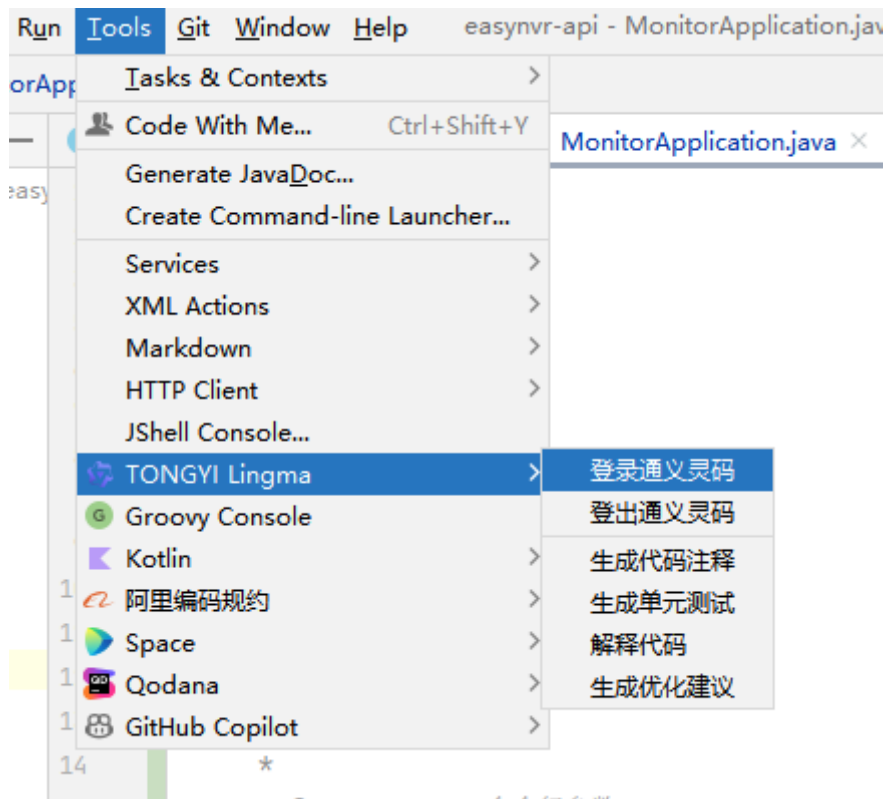 Run Tools Git Window Help easynvr-api - MonitorApplication.jav
orApp
Tasks & Contexts
Code With Me... Ctrl+Shift+Y
MonitorApplication.java
Generate JavaDoc...
easy
Create Command-line Launcher...
Services
XML Actions
Markdown
HTTP Client
JShell Console...
TONGYI Lingma
登录通义灵码
登出通义灵码
生成代码注释
生成单元测试
解释代码
生成优化建议
Groovy Console
Kotlin
阿里编码规约
Space
Qodana
GitHub Copilot
14 *